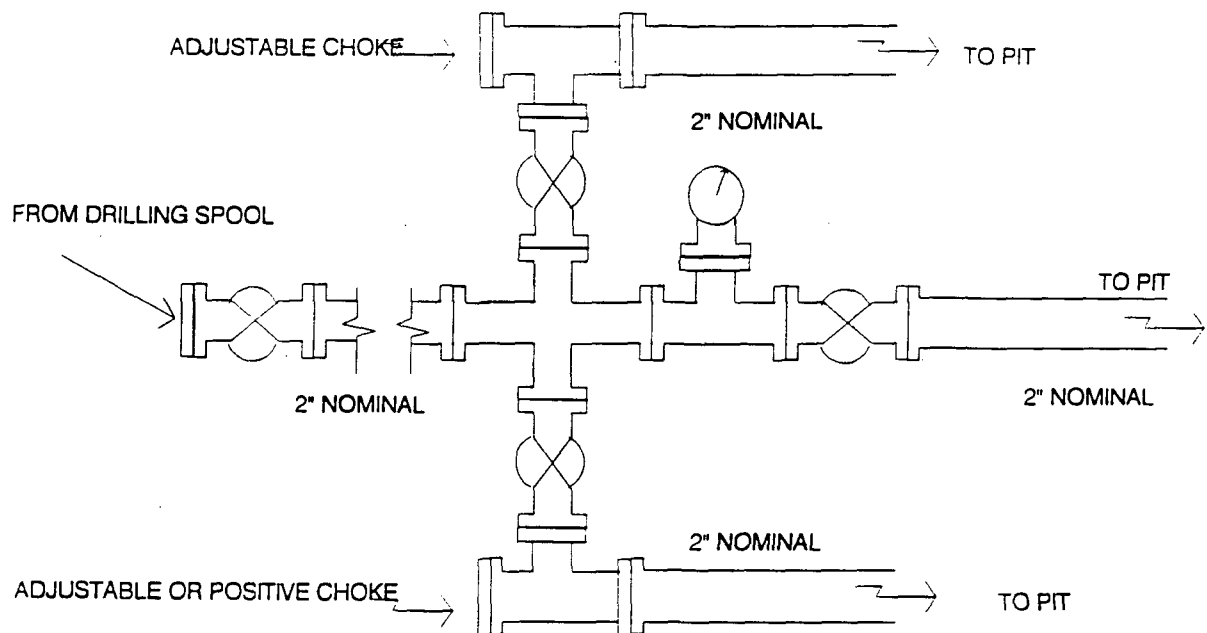 ADJUSTABLE CHOKE
TO PIT
2" NOMINAL
FROM DRILLING SPOOL
TO PIT
2" NOMINAL
2" NOMINAL
2" NOMINAL
ADJUSTABLE OR POSITIVE CHOKE
TO PIT